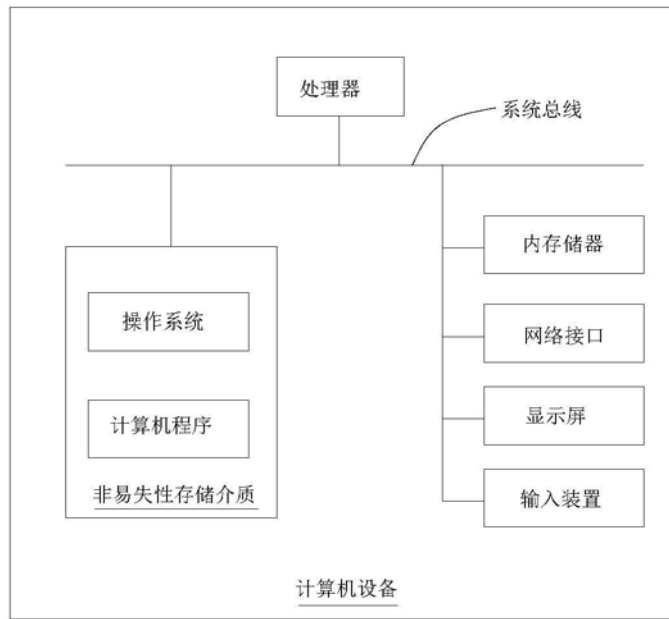 处理器
系统总线
内存储器
操作系统
网络接口
显示屏
计算机程序
非易失性存储介质
输入装置
计算机设备